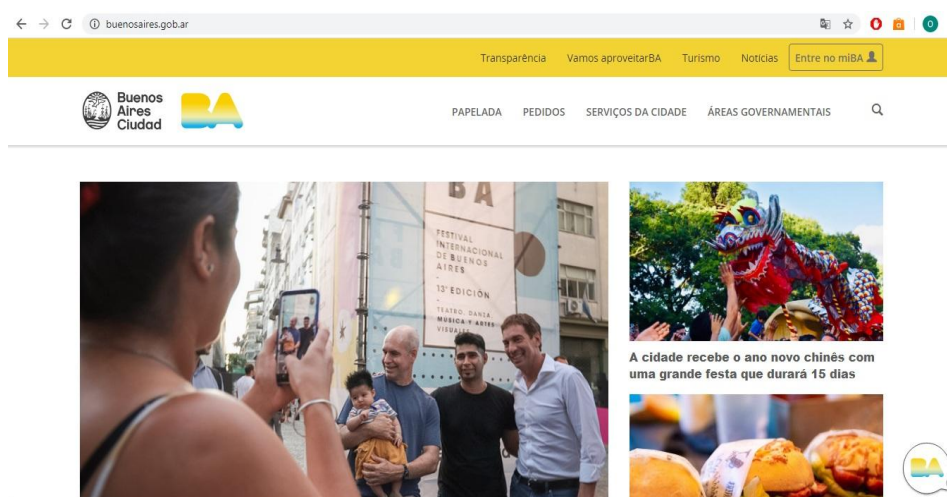 buenosaires.gob.ar
Transparência Vamos aproveitarBA Turismo Noticias Entre no miBA
Buenos
Aires
Ciudad
BA
PAPELADA PEDIDOS SERVIÇOS DA CIDADE ÁREAS GOVERNAMENTAIS
BA
FESTIVAL
INTERNACIONAL
DE BUENOS
AIRES
13ª EDICIÓN
TEATRO, DANZA,
MÚSICA Y ARTES
VISUALES
A cidade recebe o ano novo chinês com
uma grande festa que durará 15 dias
BA